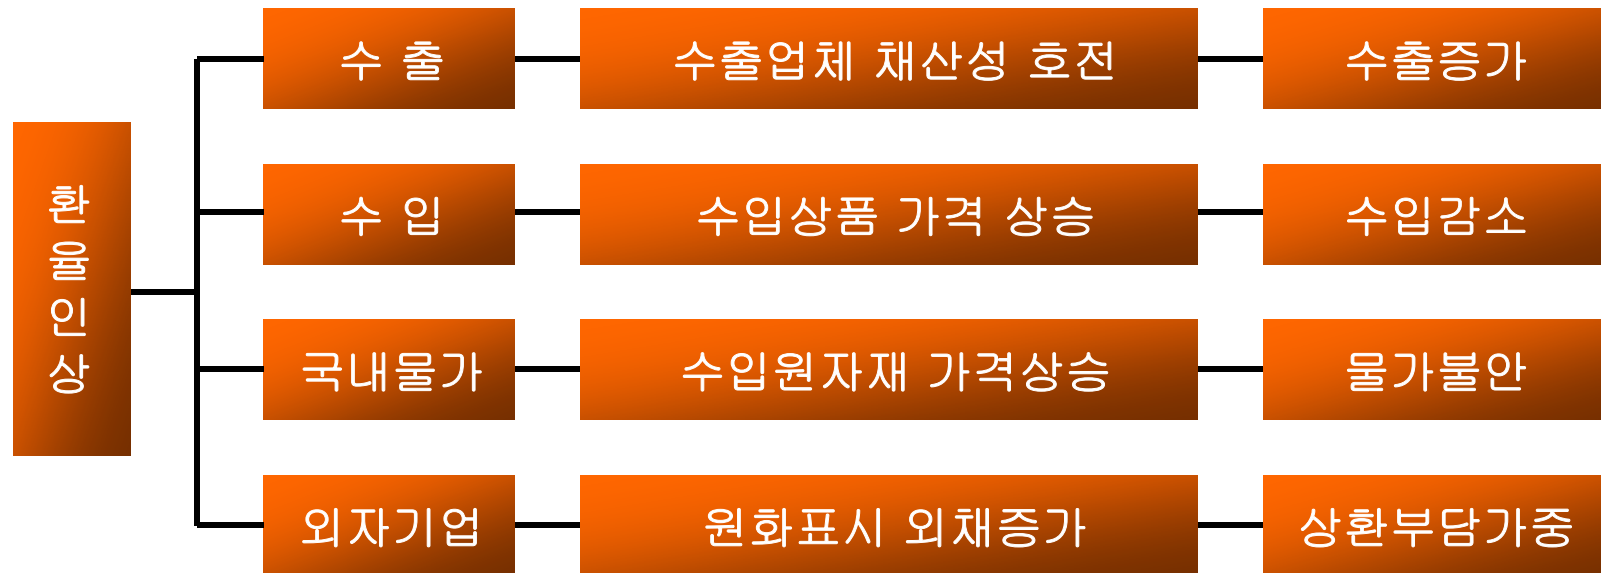 환
율
인
상
수 출
수출업체 채산성 호전
수출증가
수 입
수입상품 가격 상승
수입감소
국내물가
수입원자재 가격상승
물가불안
외자기업
원화표시 외채증가
상환부담가중